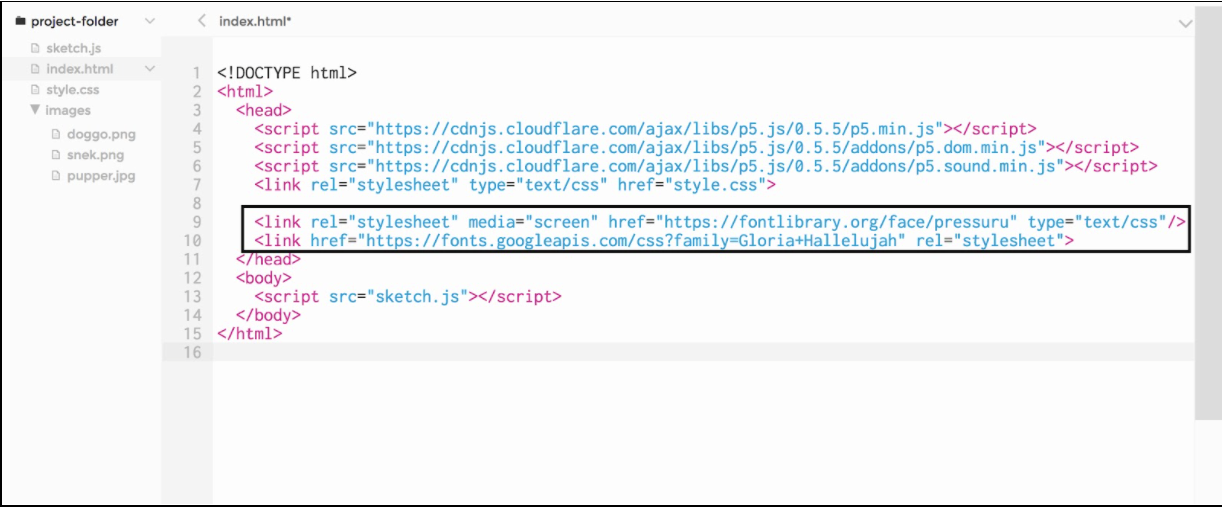 project-folder
sketch.js
index.html
style.css
images
doggo.png
snek.png
pupper.jpg
index.html*
1 <!DOCTYPE html>
2 <html>
3 <head>
4 <script src="https://cdnjs.cloudflare.com/ajax/libs/p5.js/0.5.5/p5.min.js"></script>
5 <script src="https://cdnjs.cloudflare.com/ajax/libs/p5.js/0.5.5/addons/p5.dom.min.js"></script>
6 <script src="https://cdnjs.cloudflare.com/ajax/libs/p5.js/0.5.5/addons/p5.sound.min.js"></script>
7 <link rel="stylesheet" type="text/css" href="style.css">
8
9 <link rel="stylesheet" media="screen" href="https://fontlibrary.org/face/pressuru" type="text/css"/>
10 <link href="https://fonts.googleapis.com/css?family=Gloria+Hallelujah" rel="stylesheet">
11 </head>
12 <body>
13 <script src="sketch.js"></script>
14 </body>
15 </html>
16